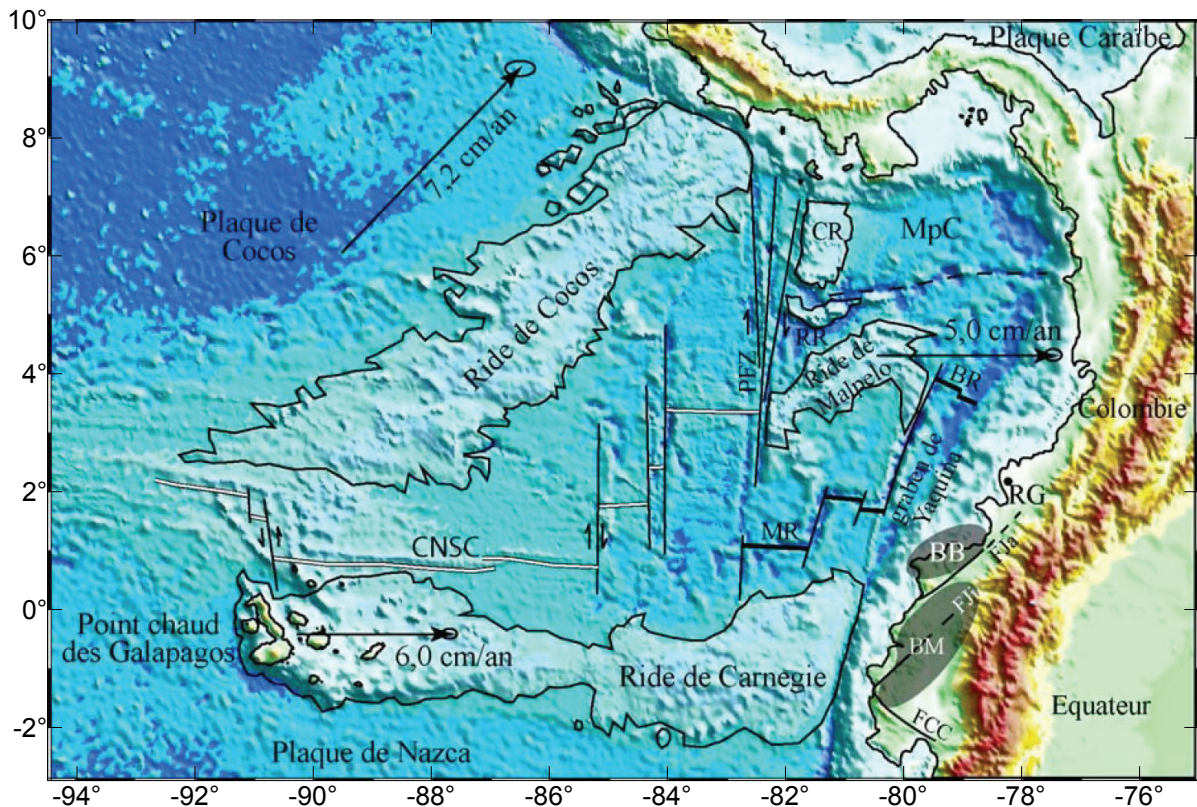 10°
8°
6°
4°
2°
0°
-2°
Plaque Caraïbe
7,2 cm/an
Plaque de
Cocos
CR
MpC
Ride de Cocos
PFZ
RR
Ride de
Malpelo
5,0 cm/an
BR
Colombie
graben de
Yaquina
RG
CNSC
MR
BB
FJa
FJi
BM
FCC
Point chaud
des Galapagos
6,0 cm/an
Ride de Carnegie
Equateur
Plaque de Nazca
-94 -92 -90 -88 -86 -84 -82 -80 -78 -76